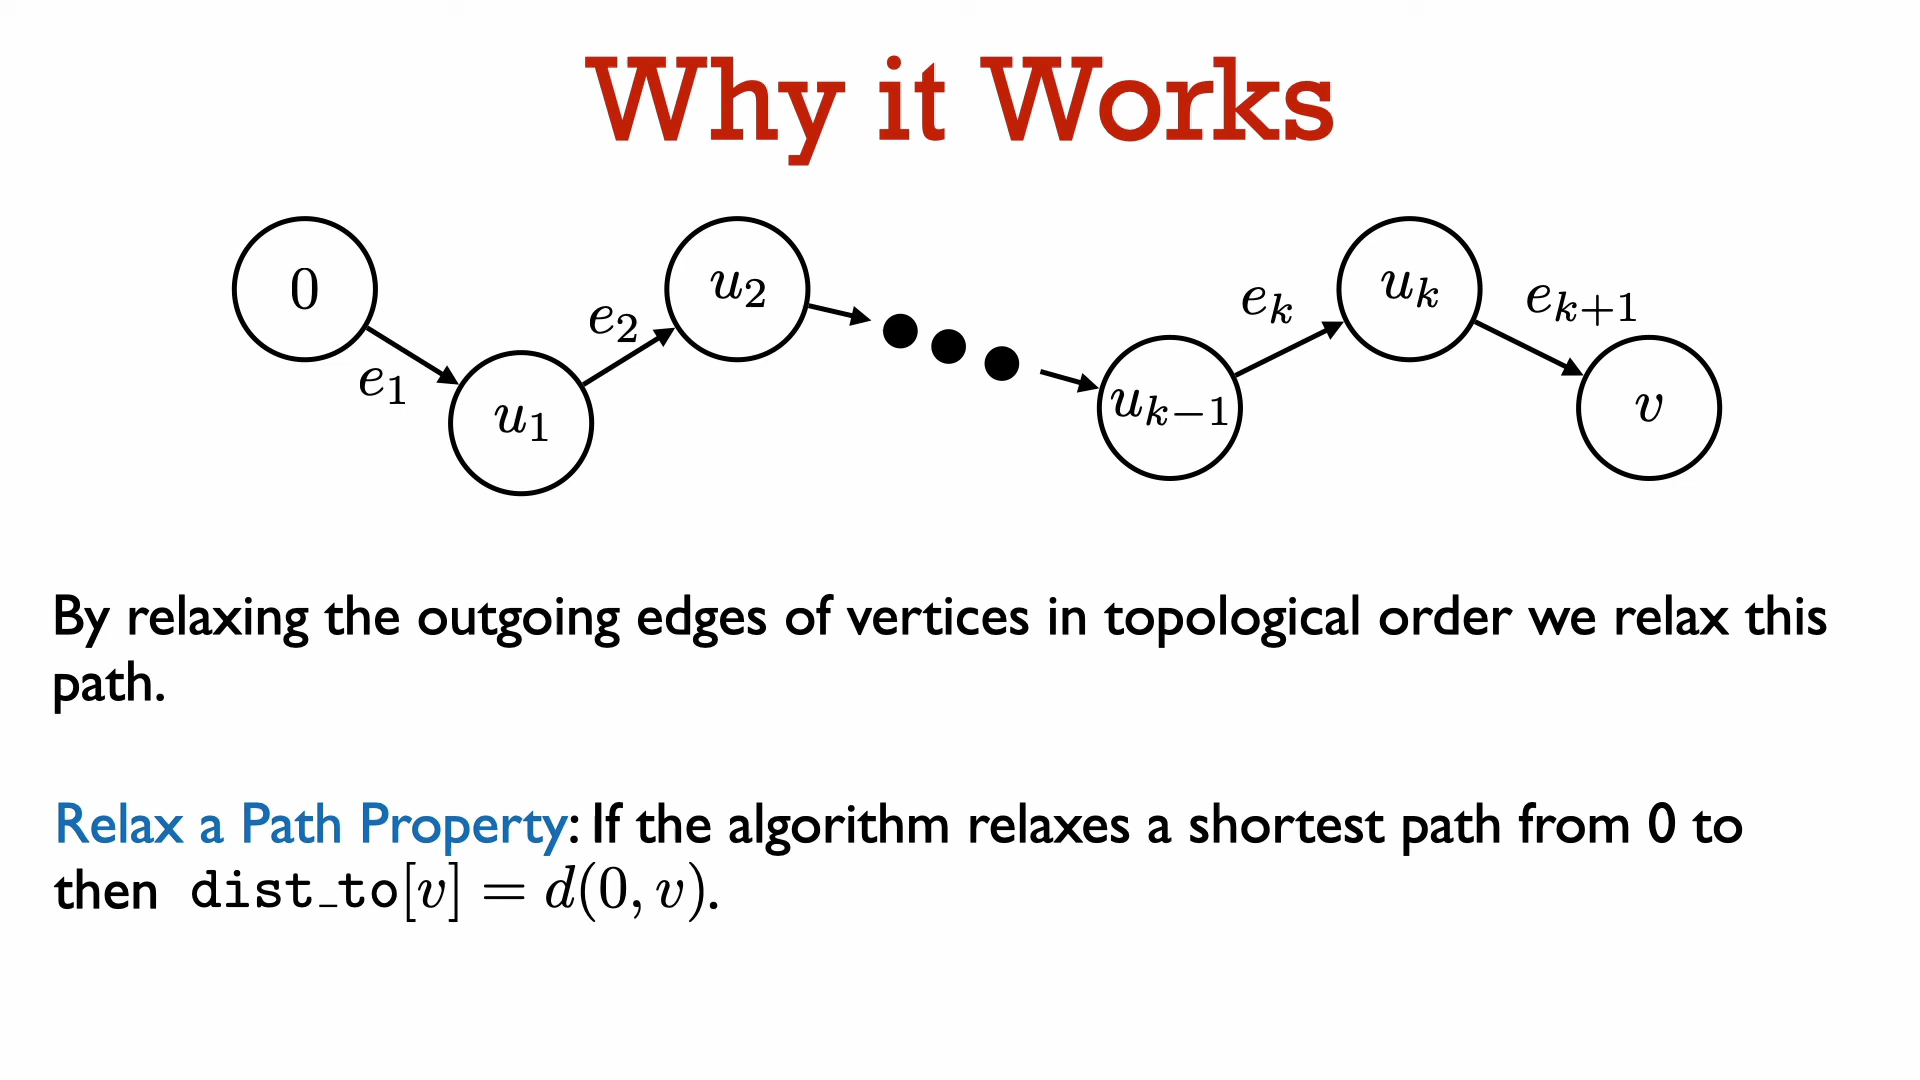 Why it Works
0
e₁
u₁
e₂
u₂
uₖ₋₁
eₖ
uₖ
eₖ₊₁
v
By relaxing the outgoing edges of vertices in topological order we relax this
path.
Relax a Path Property: If the algorithm relaxes a shortest path from 0 to
then dist_to[v] = d(0, v).